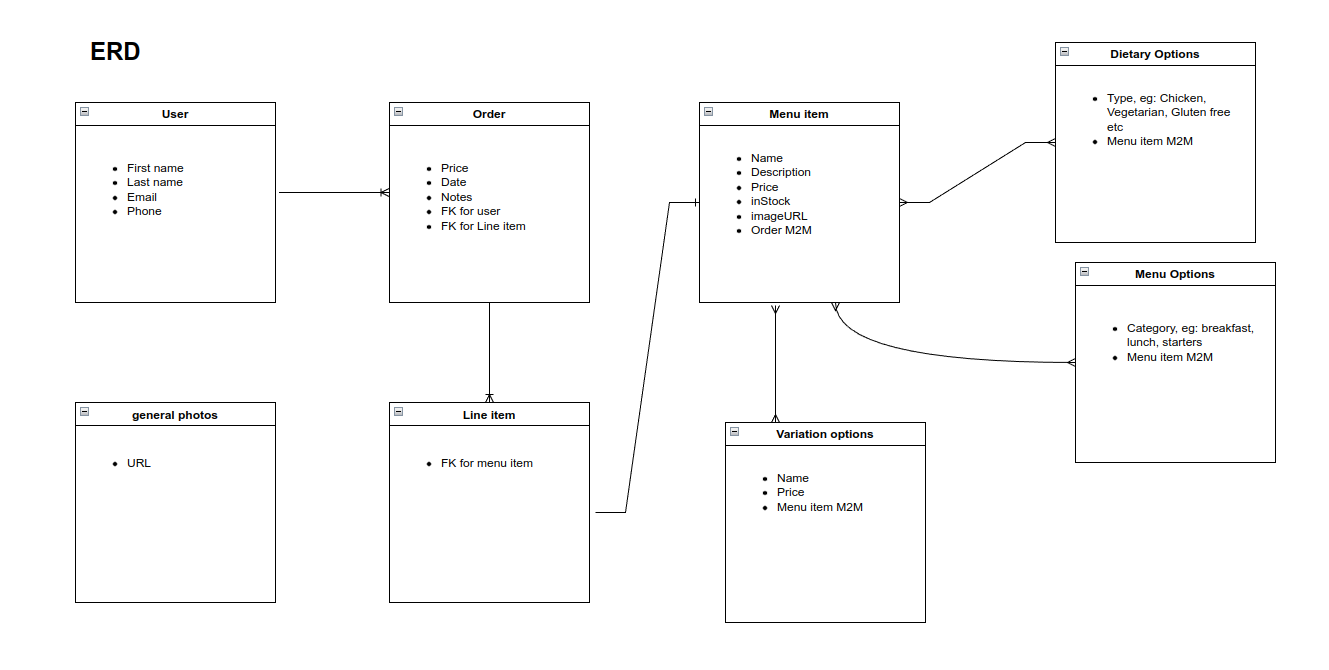 ERD
User
First name
Last name
Email
Phone
Order
Price
Date
Notes
FK for user
FK for Line item
Menu item
Name
Description
Price
inStock
imageURL
Order M2M
Dietary Options
Type, eg: Chicken,
Vegetarian, Gluten free
etc
Menu item M2M
Menu Options
Category, eg: breakfast,
lunch, starters
Menu item M2M
general photos
URL
Line item
FK for menu item
Variation options
Name
Price
Menu item M2M